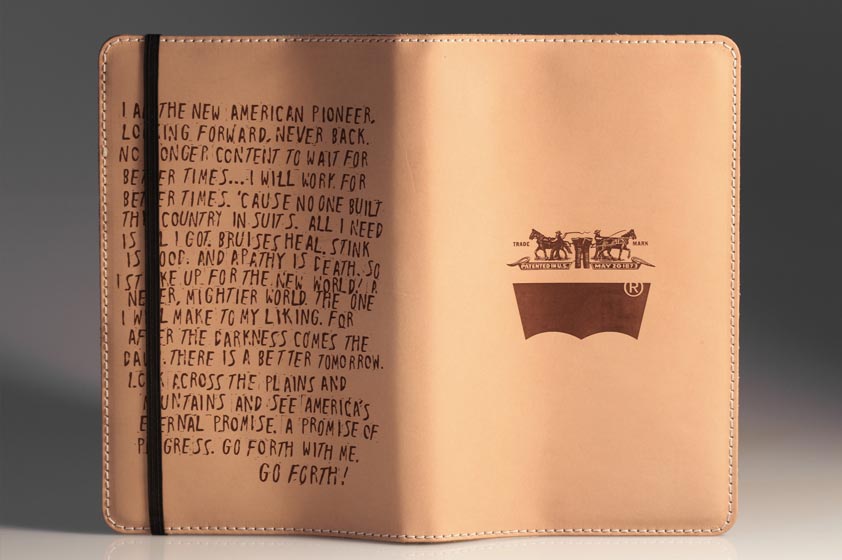 I AM THE NEW AMERICAN PIONEER,
LOOKING FORWARD, NEVER BACK.
NO LONGER CONTENT TO WAIT FOR
BETTER TIMES...I WILL WORK FOR
BETTER TIMES. 'CAUSE NO ONE BUILT
THIS COUNTRY IN SUITS. ALL I NEED
IS ALL I GOT. BRUISES HEAL. STINK
IS GOOD. AND APATHY IS DEATH. SO
I STRIKE UP FOR THE NEW WORLD! A
NEWER, MIGHTIER WORLD. THE ONE
I WILL MAKE TO MY LIKING. FOR
AFTER THE DARKNESS COMES THE
DAWN. THERE IS A BETTER TOMORROW.
LOOK ACROSS THE PLAINS AND
MOUNTAINS AND SEE AMERICA'S
ETERNAL PROMISE. A PROMISE OF
PROGRESS. GO FORTH WITH ME.
GO FORTH!
TRADE MARK
PATENTED IN U.S. MAY 20 1873
®